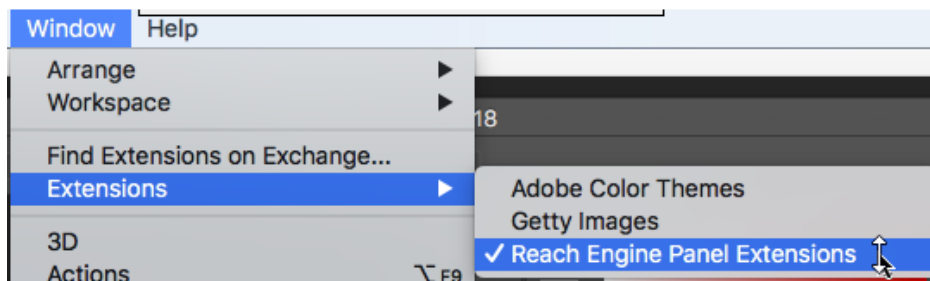 Window Help
Arrange
Workspace
18
Find Extensions on Exchange...
Extensions
Adobe Color Themes
Getty Images
✓ Reach Engine Panel Extensions
3D
Actions ⌥F9